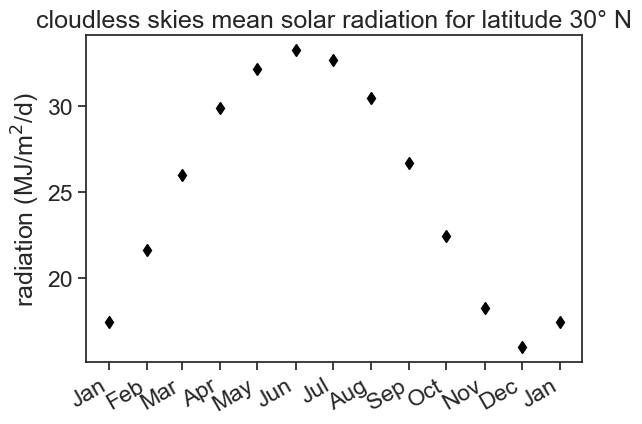 cloudless skies mean solar radiation for latitude 30° N
radiation (MJ/m²/d)
30
25
20
Jan Feb Mar Apr May Jun Jul Aug Sep Oct Nov Dec Jan